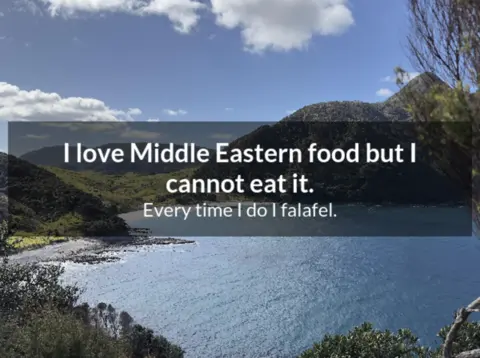 I love Middle Eastern food but I
cannot eat it.
Every time I do I falafel.